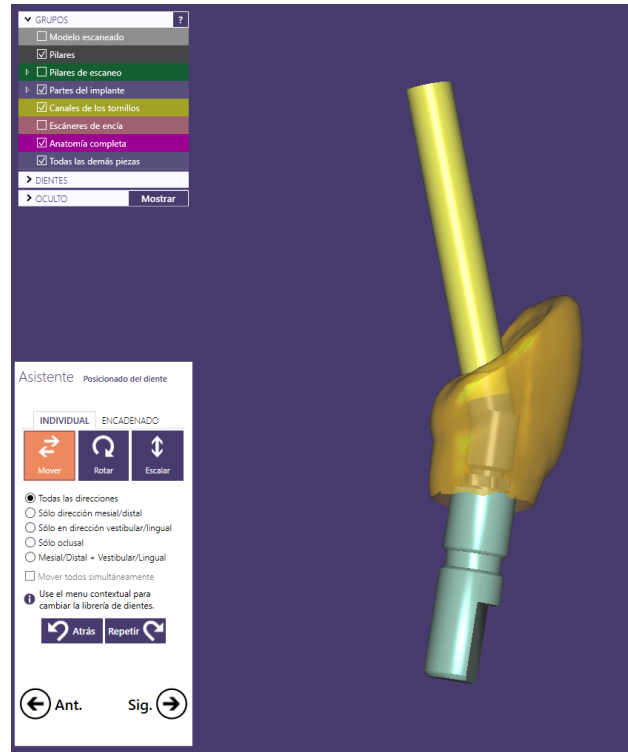 GRUPOS ?
Modelo escaneado
Pilares
Pilares de escaneo
Partes del implante
Canales de los tornillos
Escáneres de encía
Anatomía completa
Todas las demás piezas
DIENTES
OCULTO Mostrar
Asistente Posicionado del diente
INDIVIDUAL ENCADENADO
Mover Rotar Escalar
Todas las direcciones
Sólo dirección mesial/distal
Sólo en dirección vestibular/lingual
Sólo oclusal
Mesial/Distal + Vestibular/Lingual
Mover todos simultáneamente
Use el menu contextual para
cambiar la librería de dientes.
Atrás Repetir
Ant. Sig.